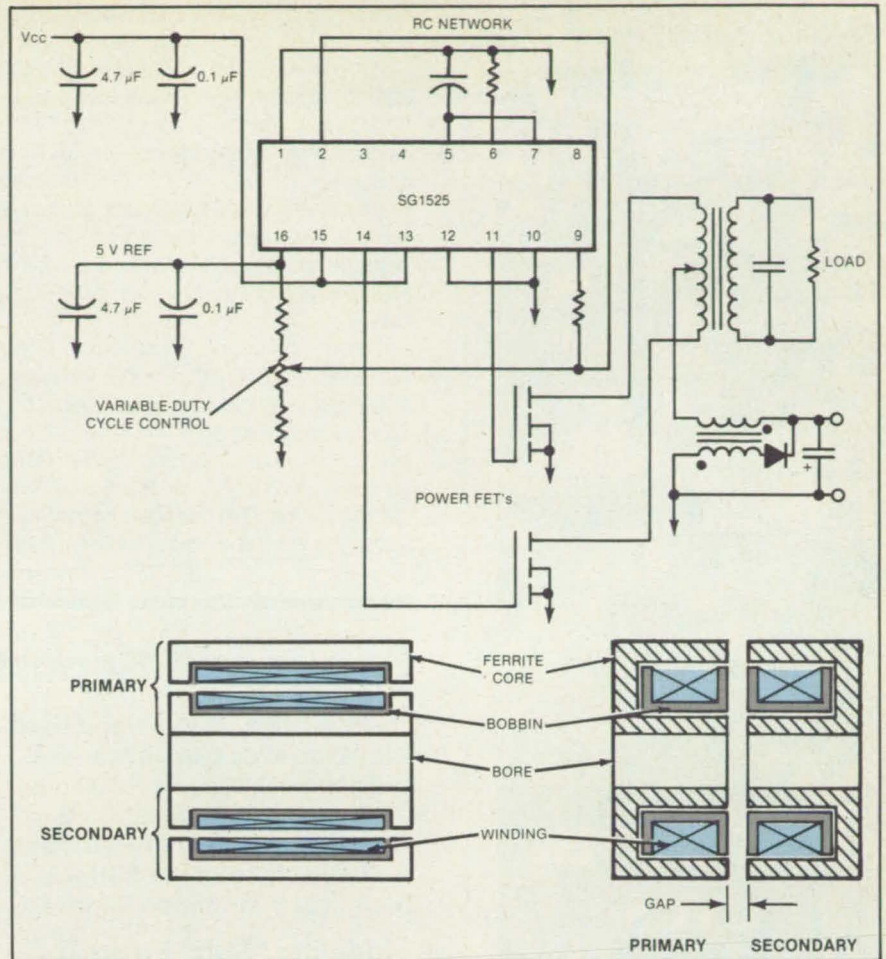 RC NETWORK
Vcc
4.7 µF
0.1 µF
1 2 3 4 5 6 7 8
SG1525
16 15 14 13 12 11 10 9
5 V REF
4.7 µF
0.1 µF
LOAD
VARIABLE-DUTY
CYCLE CONTROL
+
POWER FET's
PRIMARY
FERRITE
CORE
BOBBIN
BORE
SECONDARY
WINDING
GAP
PRIMARY
SECONDARY